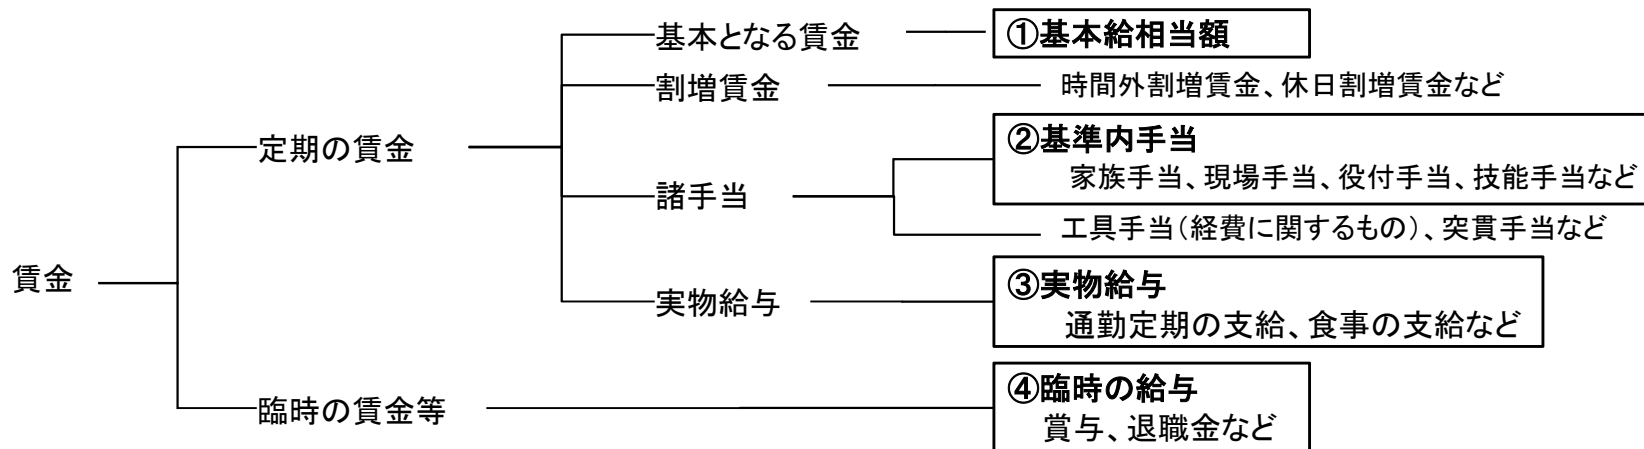 基本となる賃金
①基本給相当額
割増賃金
時間外割増賃金、休日割増賃金など
定期の賃金
②基準内手当
家族手当、現場手当、役付手当、技能手当など
諸手当
工具手当（経費に関するもの）、突貫手当など
賃金
実物給与
③実物給与
通勤定期の支給、食事の支給など
臨時の賃金等
④臨時の給与
賞与、退職金など